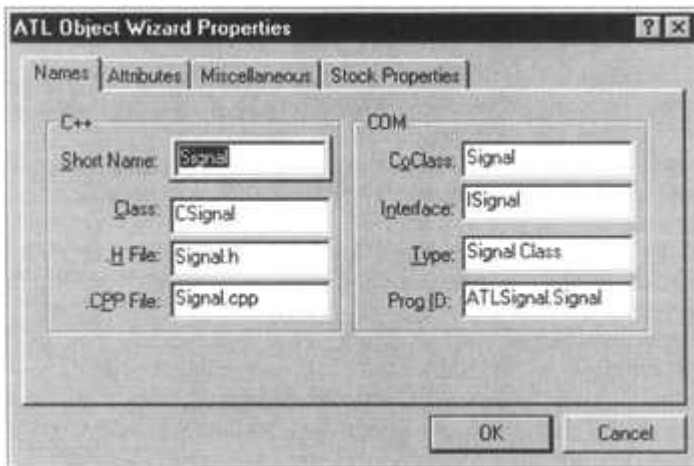 ATL Object Wizard Properties
Names Attributes Miscellaneous Stock Properties
C++
Short Name: Signal
Class: CSignal
.H File: Signal.h
.CPP File: Signal.cpp
COM
CoClass: Signal
Interface: ISignal
Type: Signal Class
Prog ID: ATLSignal.Signal
OK Cancel